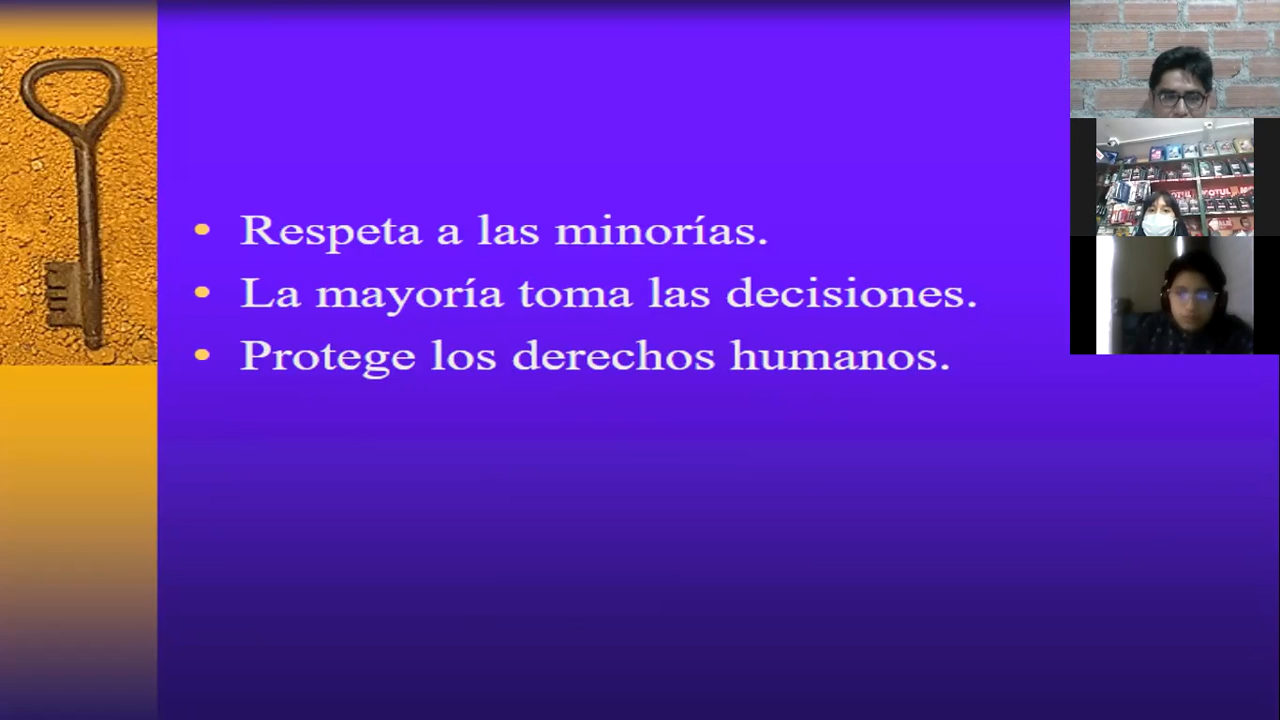 Respeta a las minorías.
La mayoría toma las decisiones.
Protege los derechos humanos.